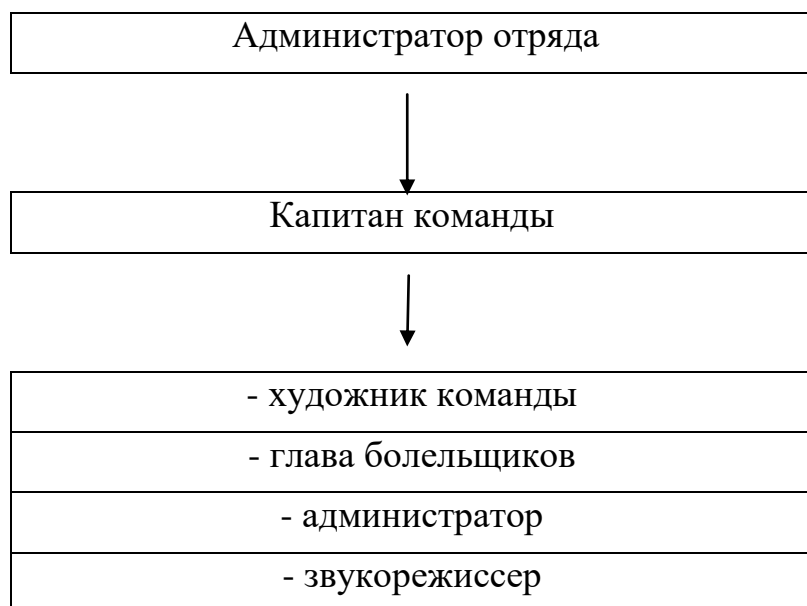 Администратор отряда
Капитан команды
- художник команды
- глава болельщиков
- администратор
- звукорежиссер